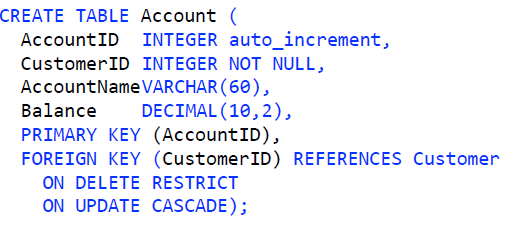 CREATE TABLE Account (
AccountID INTEGER auto_increment,
CustomerID INTEGER NOT NULL,
AccountNameVARCHAR(60),
Balance DECIMAL(10,2),
PRIMARY KEY (AccountID),
FOREIGN KEY (CustomerID) REFERENCES Customer
ON DELETE RESTRICT
ON UPDATE CASCADE);